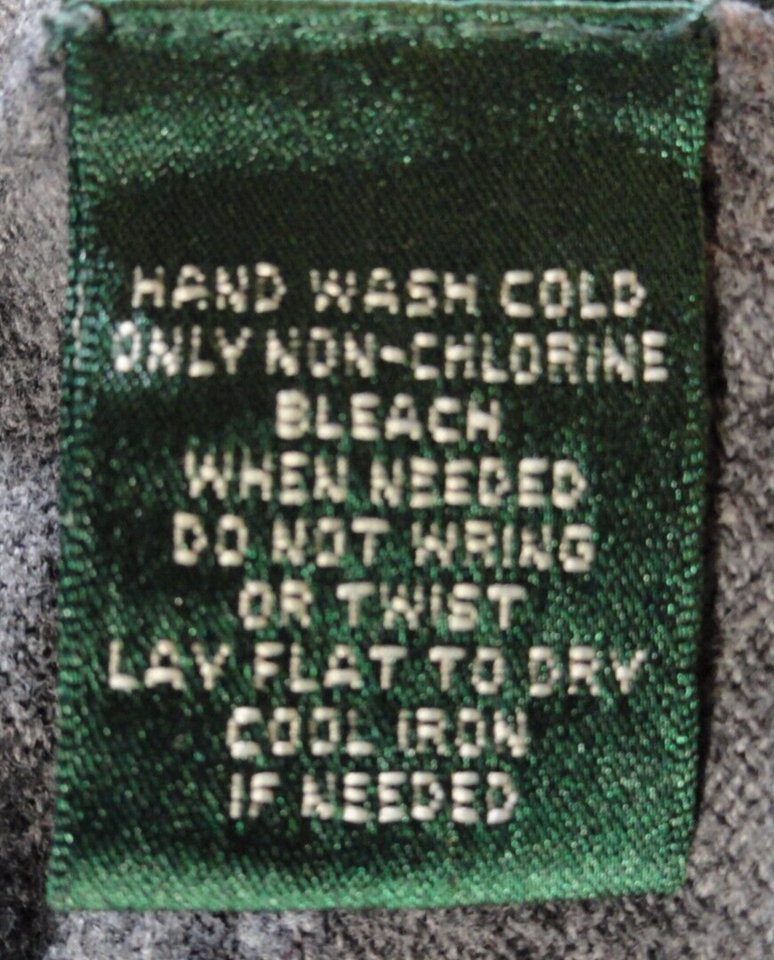 HAND WASH COLD
ONLY NON-CHLORINE
BLEACH
WHEN NEEDED
DO NOT WRING
OR TWIST
LAY FLAT TO DRY
COOL IRON
IF NEEDED